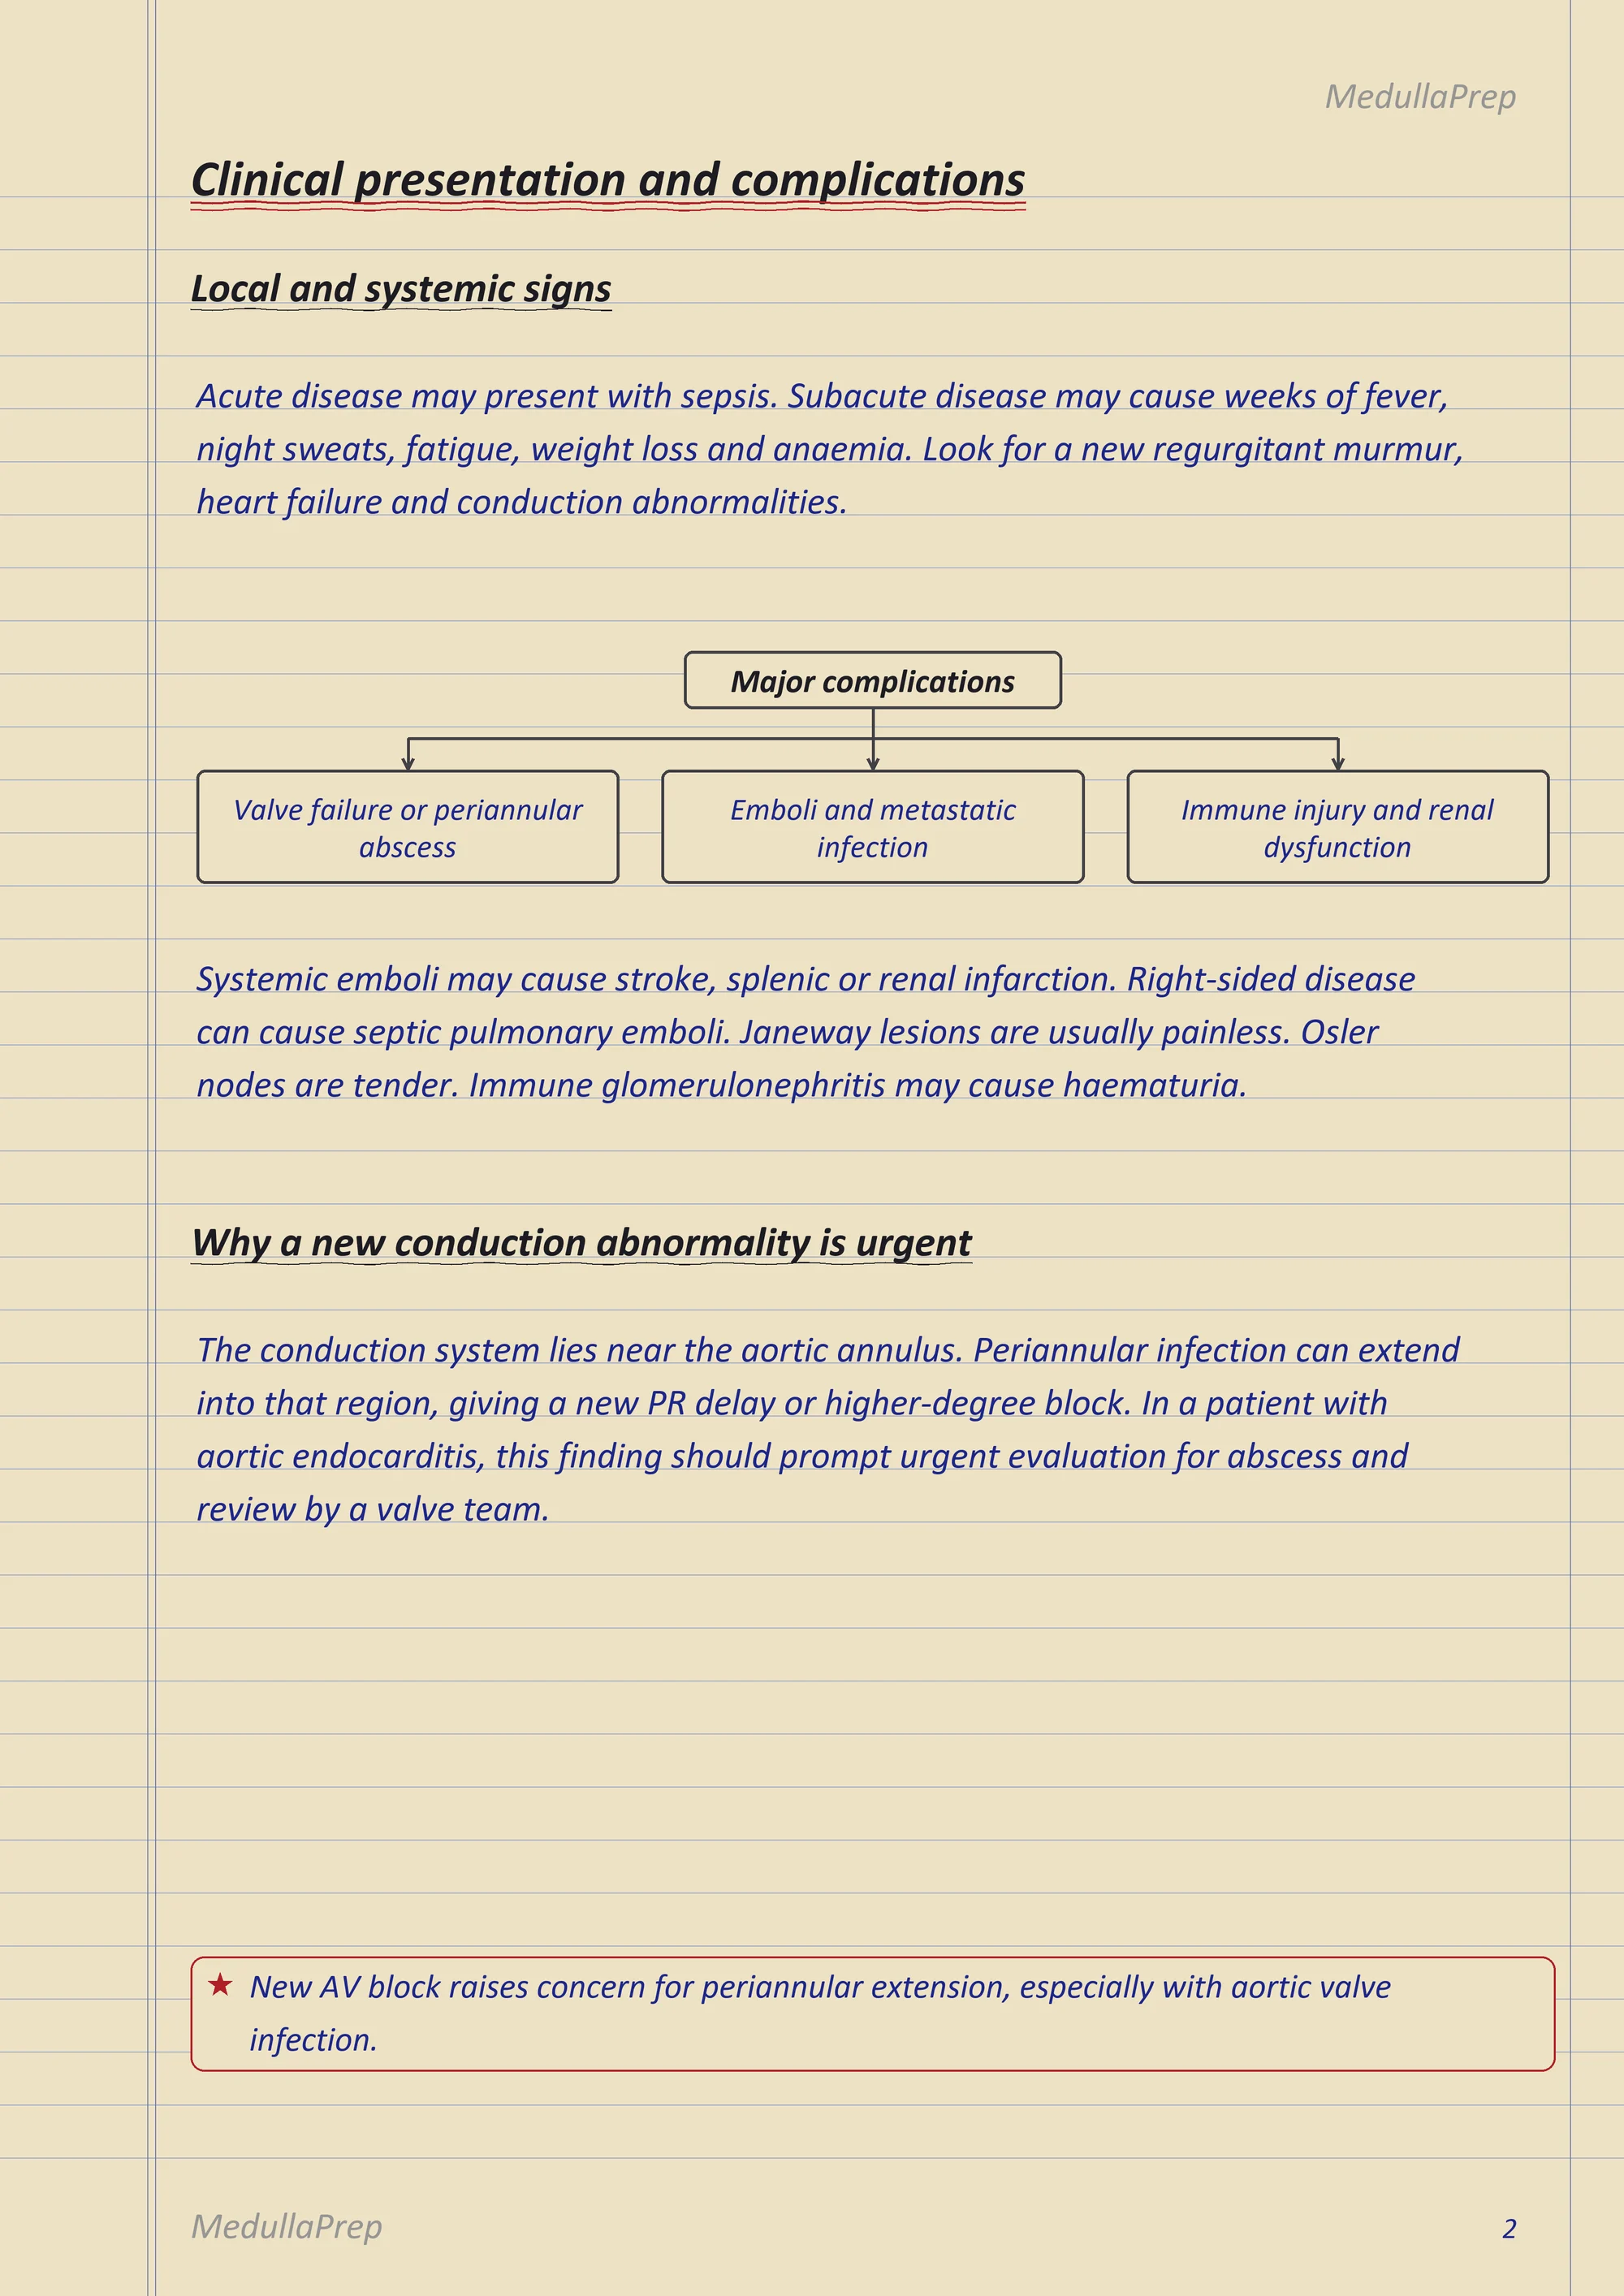 MedullaPrep
Clinical presentation and complications
Local and systemic signs
Acute disease may present with sepsis. Subacute disease may cause weeks of fever,
night sweats, fatigue, weight loss and anaemia. Look for a new regurgitant murmur,
heart failure and conduction abnormalities.
Major complications
Valve failure or periannular
abscess
Emboli and metastatic
infection
Immune injury and renal
dysfunction
Systemic emboli may cause stroke, splenic or renal infarction. Right-sided disease
can cause septic pulmonary emboli. Janeway lesions are usually painless. Osler
nodes are tender. Immune glomerulonephritis may cause haematuria.
Why a new conduction abnormality is urgent
The conduction system lies near the aortic annulus. Periannular infection can extend
into that region, giving a new PR delay or higher-degree block. In a patient with
aortic endocarditis, this finding should prompt urgent evaluation for abscess and
review by a valve team.
★ New AV block raises concern for periannular extension, especially with aortic valve
infection.
MedullaPrep
2